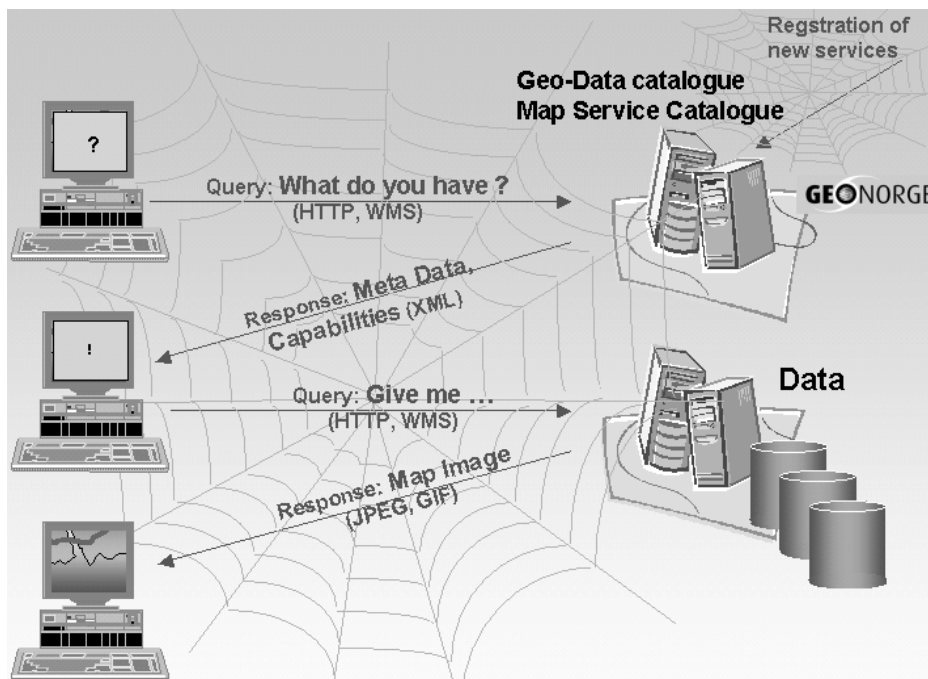 Regstration of
new services
Geo-Data catalogue
Map Service Catalogue
?
Query: What do you have ?
(HTTP, WMS)
GEONORGE
Response: Meta Data,
Capabilities (XML)
!
Data
Query: Give me ...
(HTTP, WMS)
Response: Map Image
(JPEG, GIF)